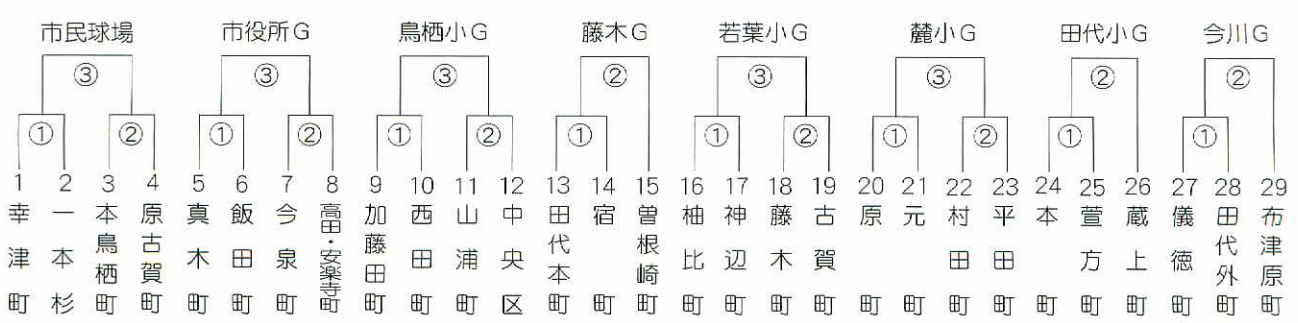 市民球場 市役所G 鳥栖小G 藤木G 若葉小G 麓小G 田代小G 今川G
③ ③ ③ ② ③ ③ ② ②
① ② ① ② ① ② ① ① ② ① ② ① ①
1 2 3 4 5 6 7 8 9 10 11 12 13 14 15 16 17 18 19 20 21 22 23 24 25 26 27 28 29
幸津町
一本杉
本鳥栖町
原古賀町
真木町
飯田町
今泉町
高田・安楽寺町
加藤田町
西田町
山浦町
中央区
田代本町
宿町
曽根崎町
柚比町
神辺町
藤木町
古賀町
原町
元町
村田町
平田町
本町
萱方町
蔵上町
儀徳町
田代外町
布津原町